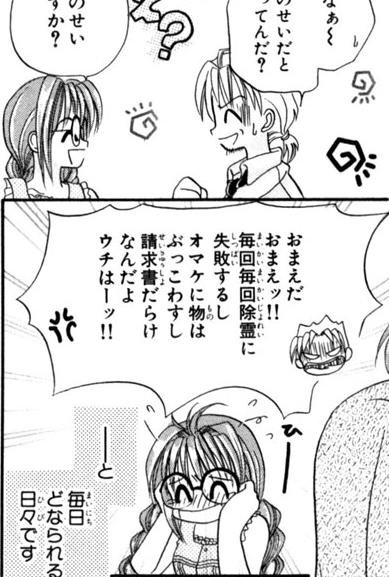 なぁ〜
のせいだと
ってんだ？
のせい
すか？
？？
おまえだ
おまえッ！！
毎回毎回除霊に
失敗するし
オマケに物は
ぶっこわすし
請求書だらけ
なんだよ
ウチはーッ！！
ひー
ーと
毎日
どなられる
日々です